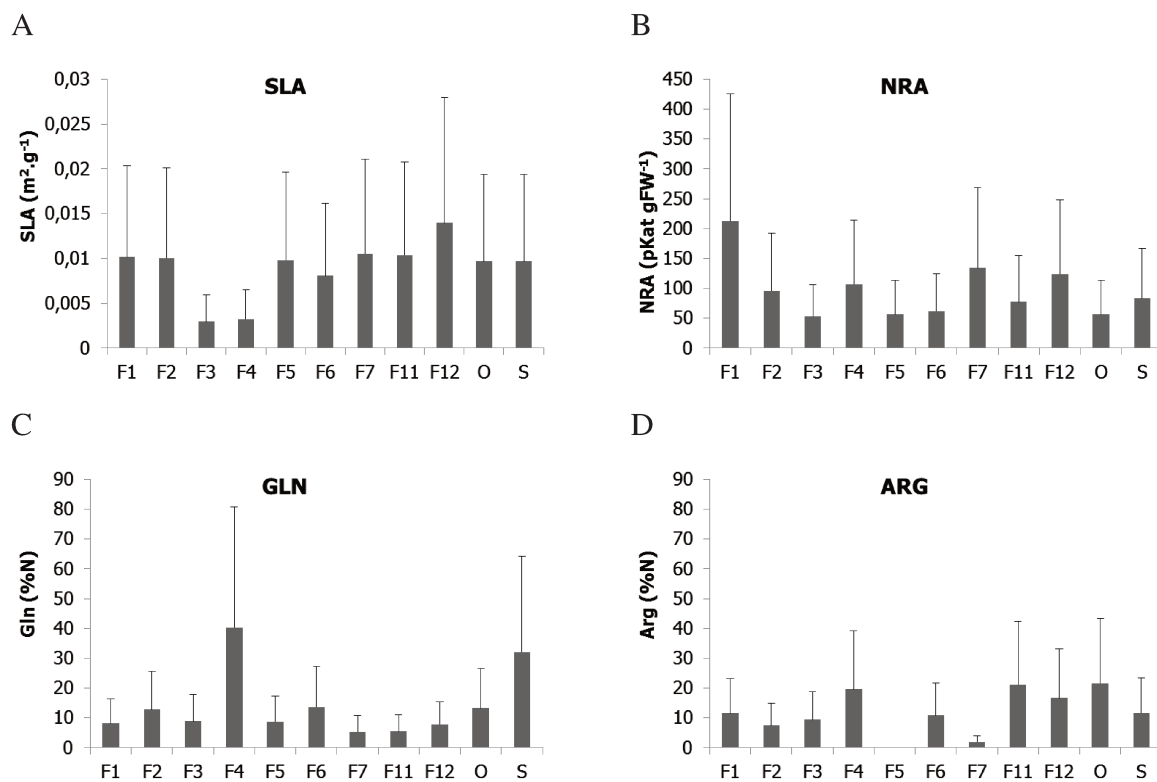 A
SLA
SLA (m².g⁻¹)
0,03
0,025
0,02
0,015
0,01
0,005
0
F1 F2 F3 F4 F5 F6 F7 F11 F12 O S
B
NRA
NRA (pKat gFW⁻¹)
450
400
350
300
250
200
150
100
50
0
F1 F2 F3 F4 F5 F6 F7 F11 F12 O S
C
GLN
Gln (%N)
90
80
70
60
50
40
30
20
10
0
F1 F2 F3 F4 F5 F6 F7 F11 F12 O S
D
ARG
Arg (%N)
90
80
70
60
50
40
30
20
10
0
F1 F2 F3 F4 F5 F6 F7 F11 F12 O S